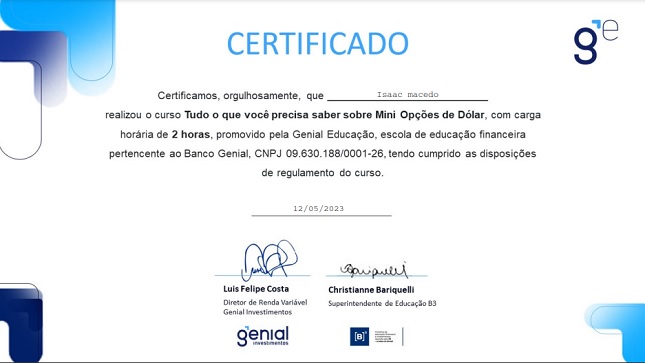 CERTIFICADO
ge
Certificamos, orgulhosamente, que Isaac macedo
realizou o curso Tudo o que você precisa saber sobre Mini Opções de Dólar, com carga
horária de 2 horas, promovido pela Genial Educação, escola de educação financeira
pertencente ao Banco Genial, CNPJ 09.630.188/0001-26, tendo cumprido as disposições
de regulamento do curso.
12/05/2023
Bariquelli
Luis Felipe Costa
Diretor de Renda Variável
Genial Investimentos
Christianne Bariquelli
Superintendente de Educação B3
genial
investimentos
[B]³